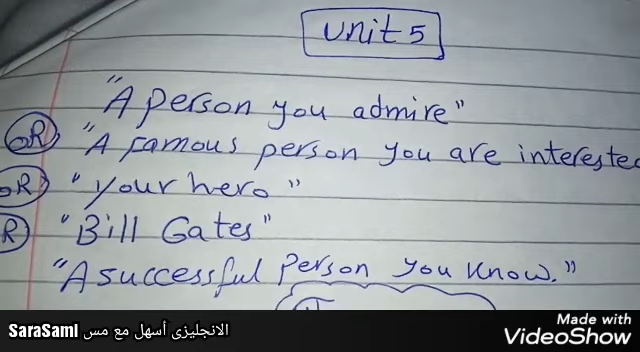 Unit 5
"A person you admire"
OR "A famous person you are interested
OR "your hero"
R "Bill Gates"
"A successful person you know."
SaraSamI الانجليزى أسهل مع مس
Made with
VideoShow